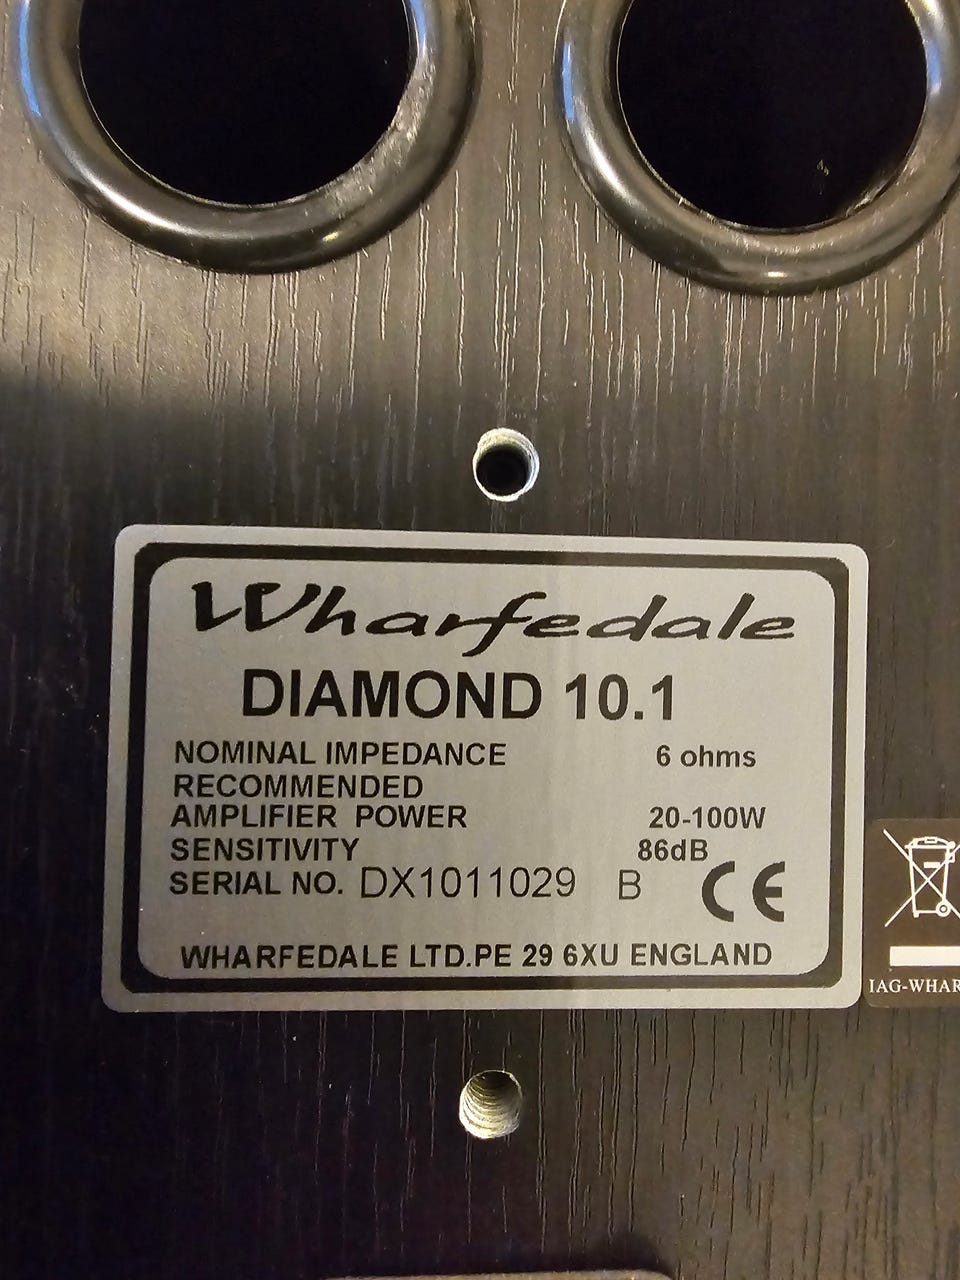 Wharfedale
DIAMOND 10.1
NOMINAL IMPEDANCE 6 ohms
RECOMMENDED
AMPLIFIER POWER 20-100W
SENSITIVITY 86dB
SERIAL NO. DX1011029 B CE
WHARFEDALE LTD.PE 29 6XU ENGLAND
IAG-WHAR